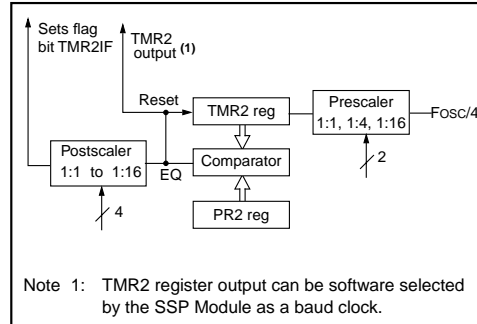 Sets flag
bit TMR2IF
TMR2
output (1)
Reset
TMR2 reg
Prescaler
1:1, 1:4, 1:16
FOSC/4
2
Postscaler
1:1 to 1:16
EQ
Comparator
4
PR2 reg
Note 1: TMR2 register output can be software selected
by the SSP Module as a baud clock.